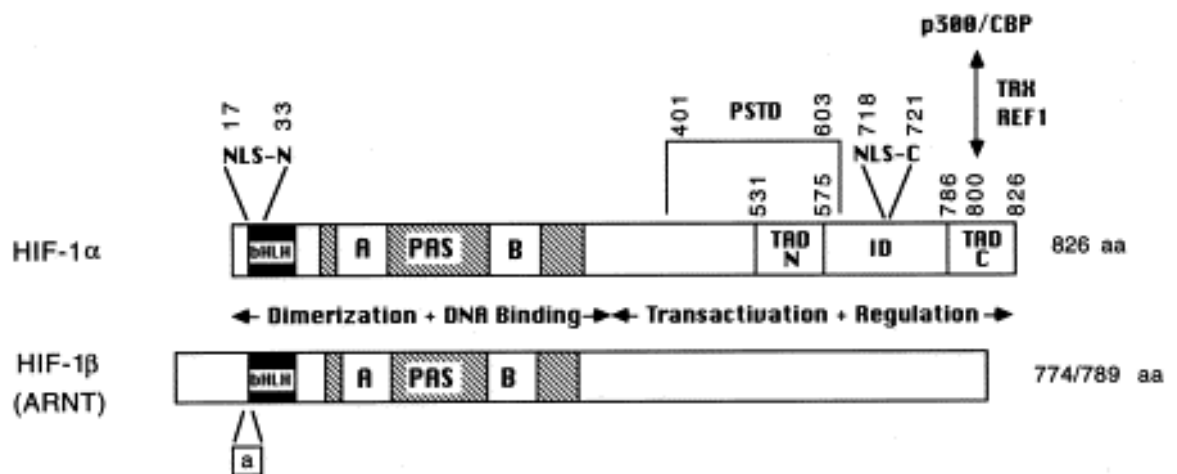 p300/CBP
TRX
REF1
17 33 401 PSTD 603 718 721
NLS-N NLS-C
531 575 786 800 826
HIF-1α bHLH A PAS B TAD N ID TAD C 826 aa
Dimerization + DNA Binding Transactivation + Regulation
HIF-1β
(ARNT)
bHLH A PAS B 774/789 aa
a